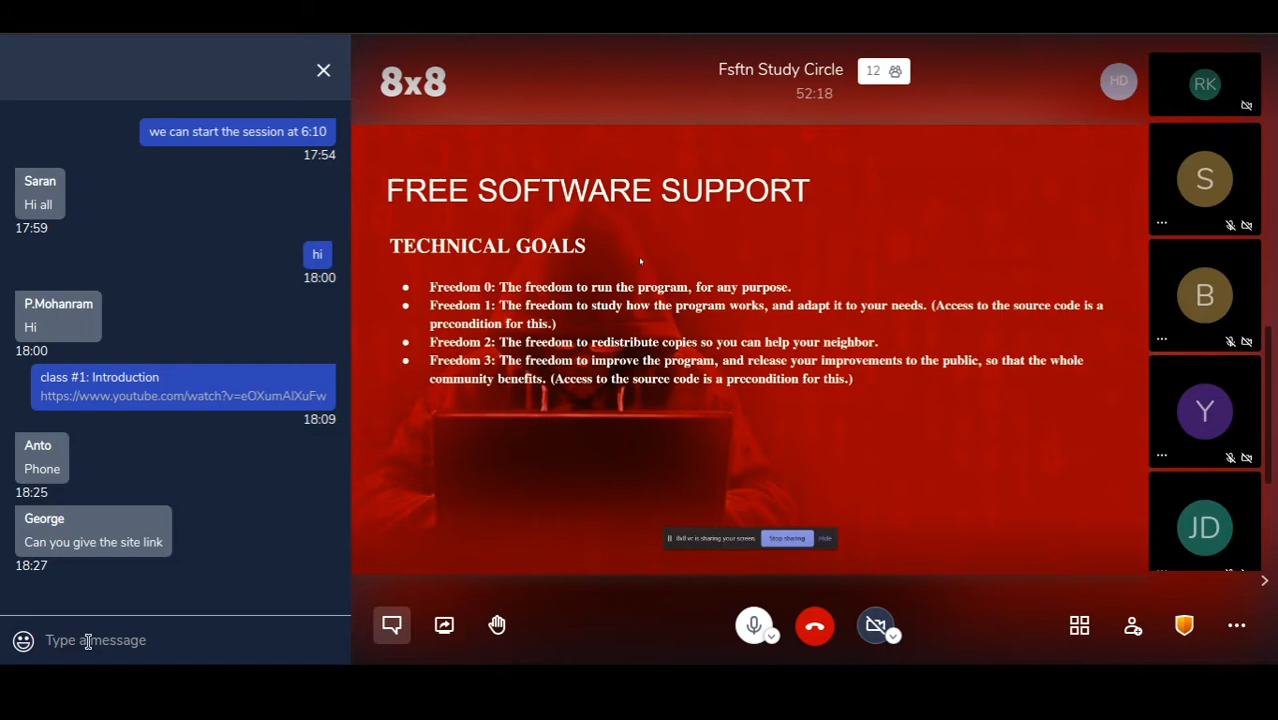 we can start the session at 6:10
17:54
Saran
Hi all
17:59
hi
18:00
P.Mohanram
Hi
18:00
class #1: Introduction
https://www.youtube.com/watch?v=eOXumAlXuFw
18:09
Anto
Phone
18:25
George
Can you give the site link
18:27
Type a message
8x8
Fsftn Study Circle
12
52:18
HD
FREE SOFTWARE SUPPORT
TECHNICAL GOALS
● Freedom 0: The freedom to run the program, for any purpose.
● Freedom 1: The freedom to study how the program works, and adapt it to your needs. (Access to the source code is a
precondition for this.)
● Freedom 2: The freedom to redistribute copies so you can help your neighbor.
● Freedom 3: The freedom to improve the program, and release your improvements to the public, so that the whole
community benefits. (Access to the source code is a precondition for this.)
8x8 vc is sharing your screen.
Stop sharing
Hide
RK
S
B
Y
JD